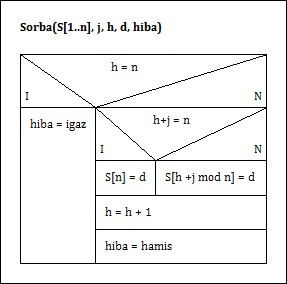 Sorba(S[1..n], j, h, d, hiba)
h = n
I
N
hiba = igaz
h+j = n
I
N
S[n] = d
S[h +j mod n] = d
h = h + 1
hiba = hamis